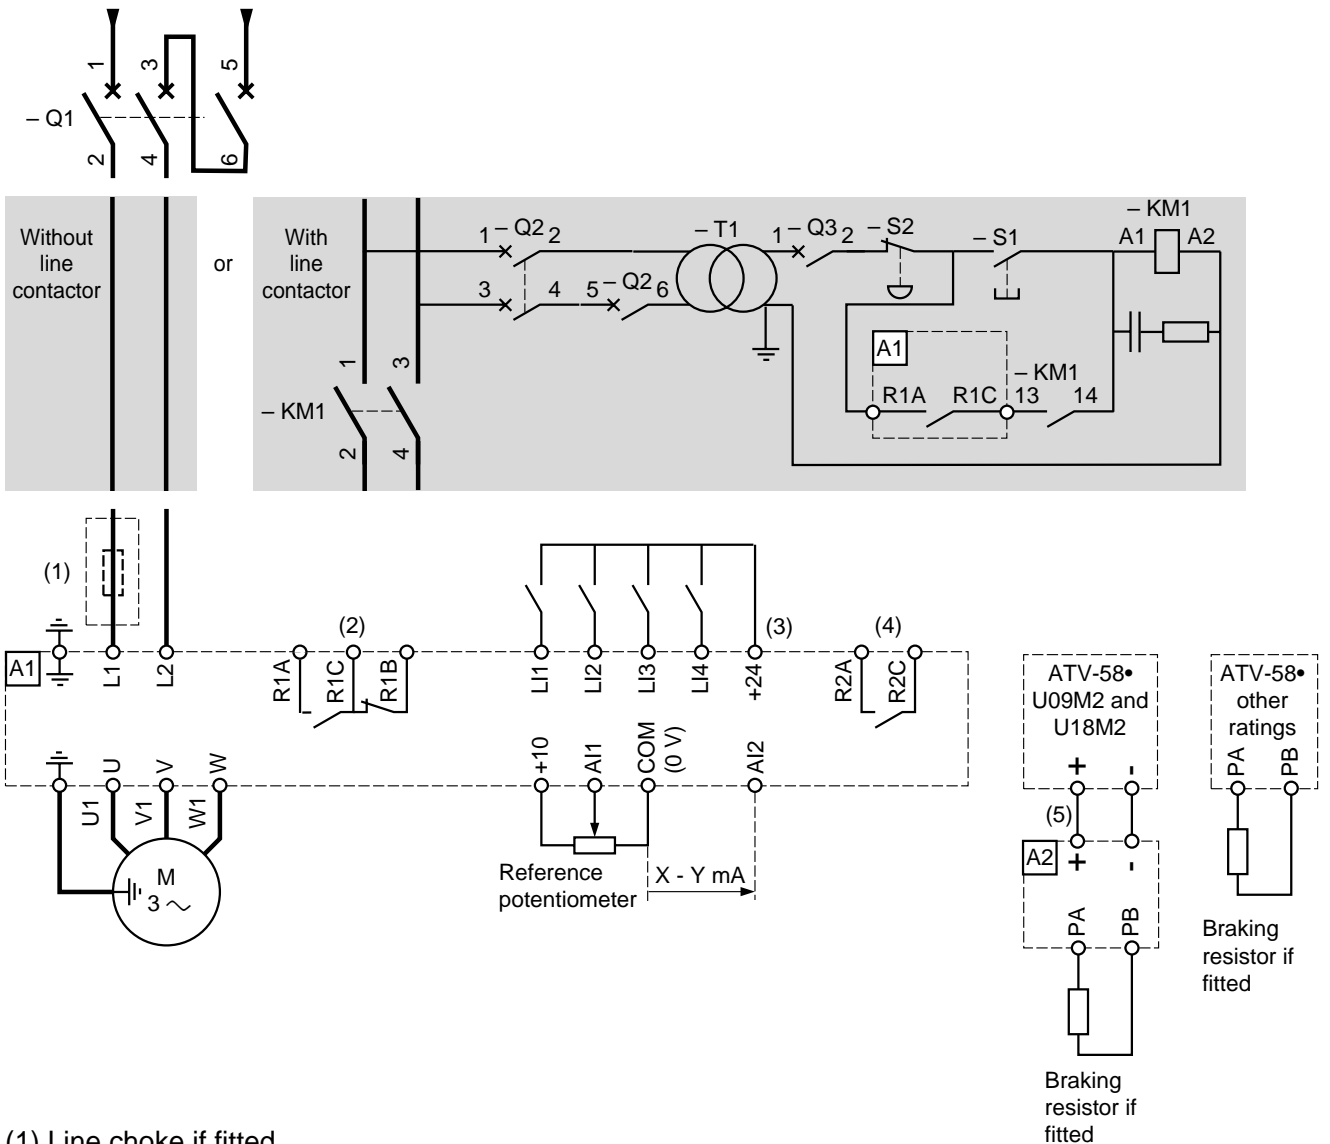 1
3
5
– Q1
2
4
6
Without
line
contactor
or
With
line
contactor
1 – Q2 2
– T1
1 – Q3 2
– S2
– S1
– KM1
A1 A2
3 4 5 – Q2 6
A1
R1A R1C
– KM1
13 14
1
3
– KM1
2
4
(1)
(2)
(3)
(4)
A1
L1
L2
R1A
R1C
R1B
LI1
LI2
LI3
LI4
+24
R2A
R2C
U
V
W
+10
AI1
COM
(0 V)
AI2
U1
V1
W1
M
3 ~
Reference
potentiometer
X - Y mA
ATV-58•
U09M2 and
U18M2
+ -
(5)
A2
+ -
PA
PB
Braking
resistor if
fitted
ATV-58•
other
ratings
PA
PB
Braking
resistor if
fitted
(1) Line choke if fitted